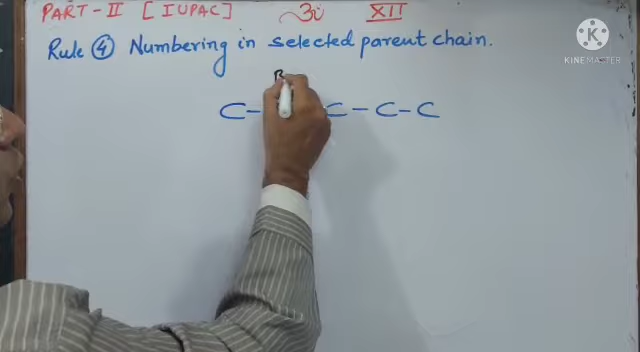 PART-II [IUPAC] XII
KINEMASTER
Rule ④ Numbering in selected parent chain.
B
C- C-C-C